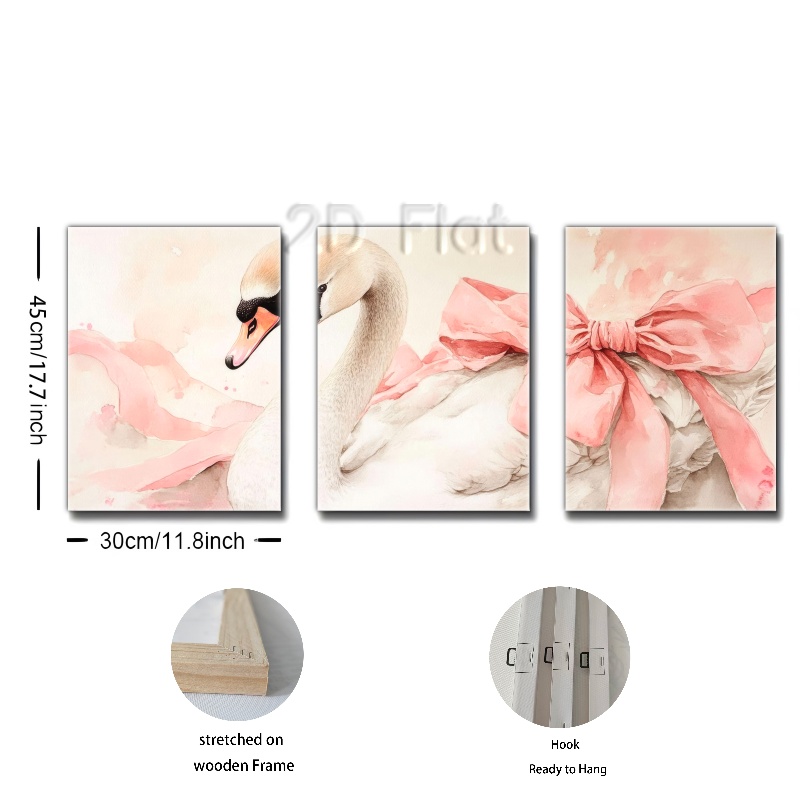 2D Flat
45cm/17.7inch
30cm/11.8inch
stretched on
wooden Frame
Hook
Ready to Hang